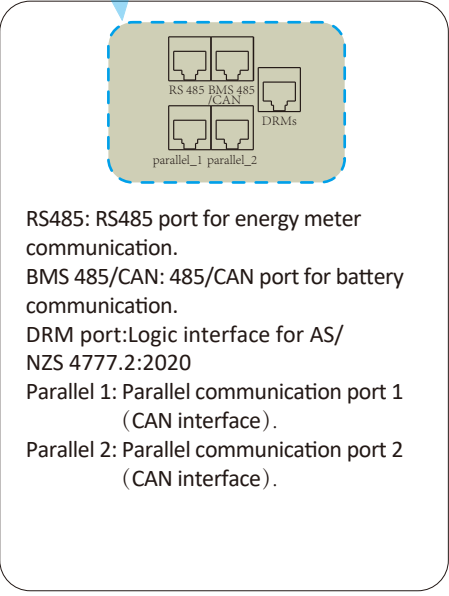 RS 485 BMS 485
/CAN
DRMs
parallel_1 parallel_2
RS485: RS485 port for energy meter
communication.
BMS 485/CAN: 485/CAN port for battery
communication.
DRM port:Logic interface for AS/
NZS 4777.2:2020
Parallel 1: Parallel communication port 1
（CAN interface）.
Parallel 2: Parallel communication port 2
（CAN interface）.